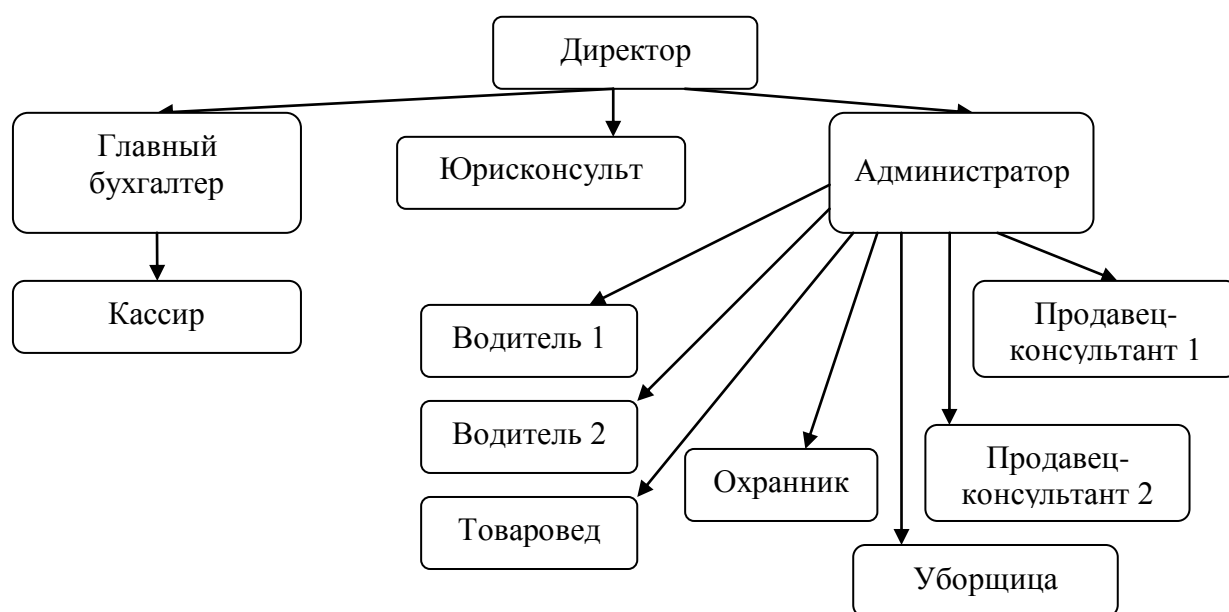 Директор
Главный
бухгалтер
Юрисконсульт
Администратор
Кассир
Водитель 1
Продавец-
консультант 1
Водитель 2
Охранник
Продавец-
консультант 2
Товаровед
Уборщица